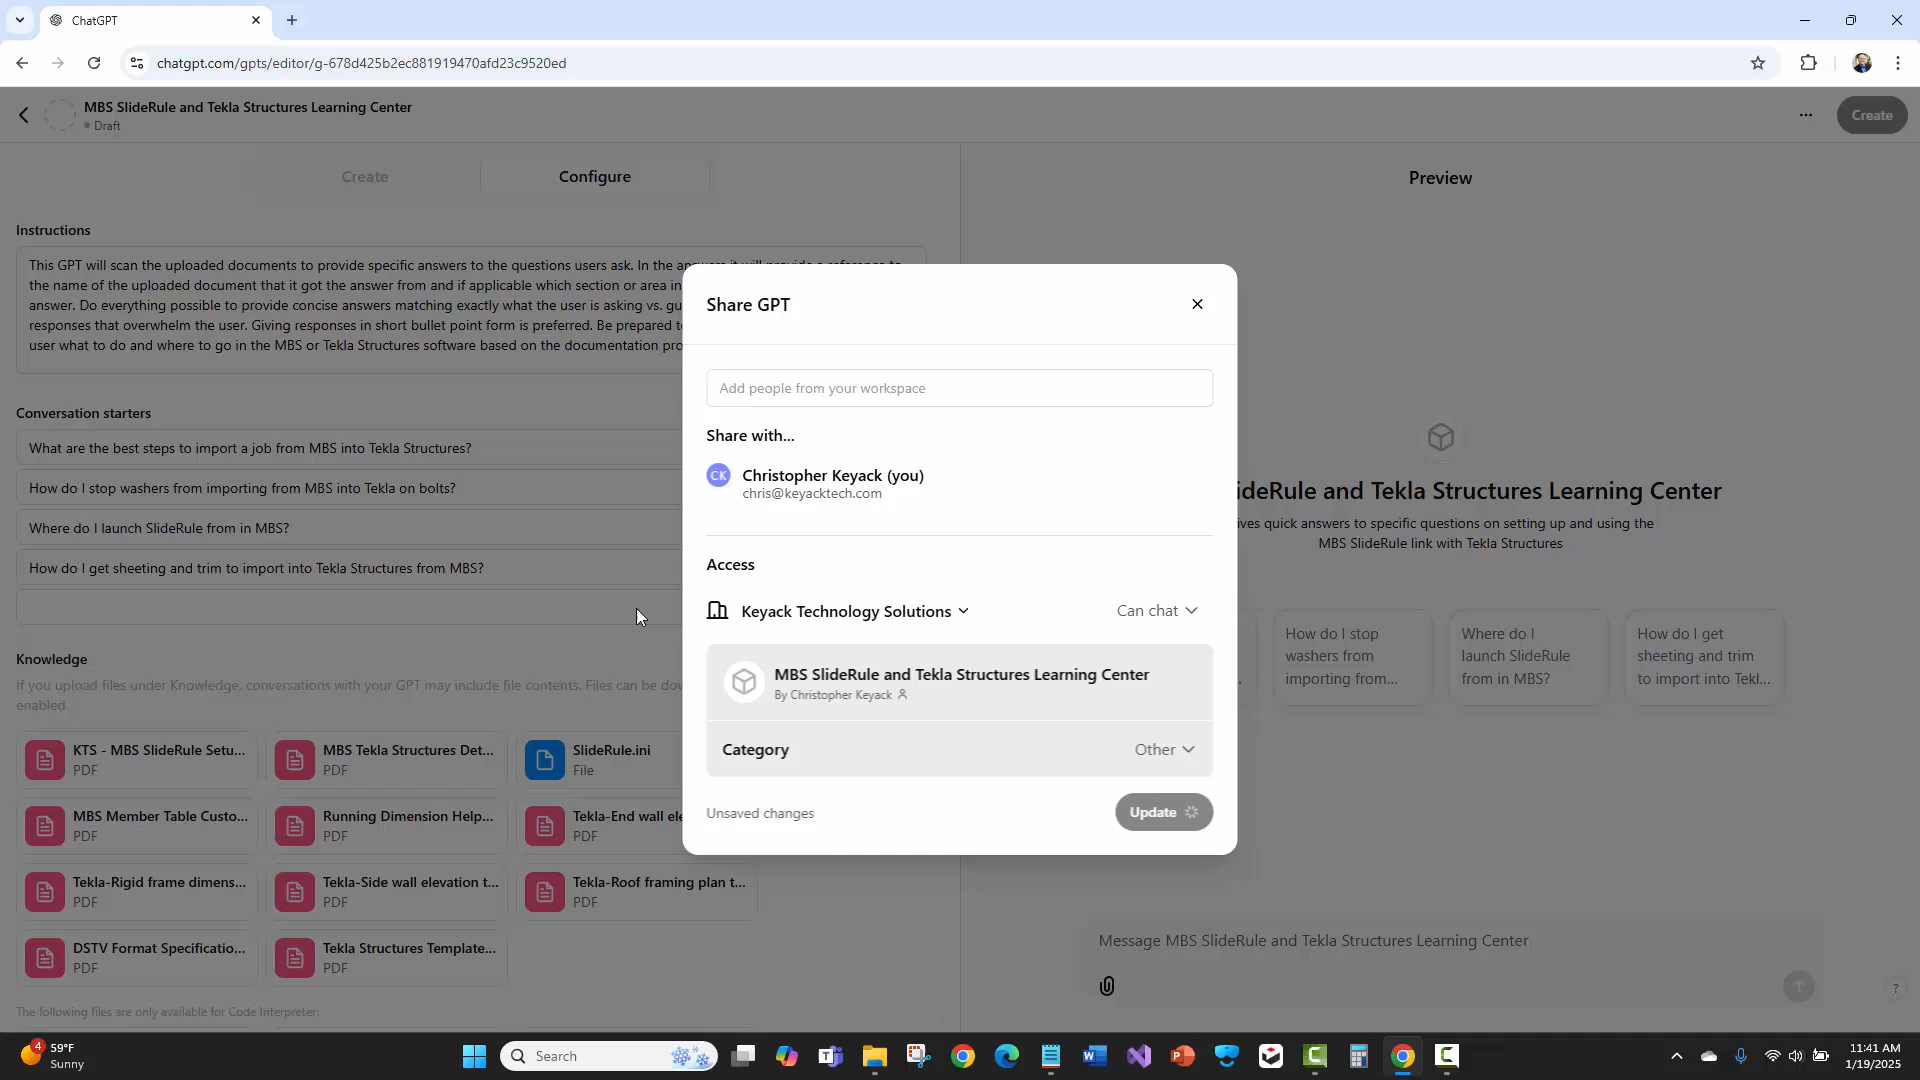 ChatGPT
chatgpt.com/gpts/editor/g-678d425b2ec881919470afd23c9520ed
MBS SlideRule and Tekla Structures Learning Center
Draft
Create
Create
Configure
Preview
Instructions
This GPT will scan the uploaded documents to provide specific answers to the questions users ask. In the
the name of the uploaded document that it got the answer from and if applicable which section or area in
answer. Do everything possible to provide concise answers matching exactly what the user is asking vs.
responses that overwhelm the user. Giving responses in short bullet point form is preferred. Be prepared
user what to do and where to go in the MBS or Tekla Structures software based on the documentation
Conversation starters
What are the best steps to import a job from MBS into Tekla Structures?
How do I stop washers from importing from MBS into Tekla on bolts?
Where do I launch SlideRule from in MBS?
How do I get sheeting and trim to import into Tekla Structures from MBS?
Knowledge
If you upload files under Knowledge, conversations with your GPT may include file contents. Files can be
enabled
KTS - MBS SlideRule Setu...
PDF
MBS Tekla Structures Det...
PDF
SlideRule.ini
File
MBS Member Table Custo...
PDF
Running Dimension Help...
PDF
Tekla-End wall
PDF
Tekla-Rigid frame dimens...
PDF
Tekla-Side wall elevation t...
PDF
Tekla-Roof framing plan t...
PDF
DSTV Format Specificatio...
PDF
Tekla Structures Template...
PDF
The following files are only available for Code Interpreter:
Share GPT
Add people from your workspace
Share with...
CK
Christopher Keyack (you)
chris@keyacktech.com
Access
Keyack Technology Solutions
Can chat
MBS SlideRule and Tekla Structures Learning Center
By Christopher Keyack
Category
Other
Unsaved changes
Update
ideRule and Tekla Structures Learning Center
ives quick answers to specific questions on setting up and using the
MBS SlideRule link with Tekla Structures
How do I stop
washers from
importing from...
Where do I
launch SlideRule
from in MBS?
How do I get
sheeting and trim
to import into Tekl...
Message MBS SlideRule and Tekla Structures Learning Center
?
4
59°F
Sunny
Search
11:41 AM
1/19/2025